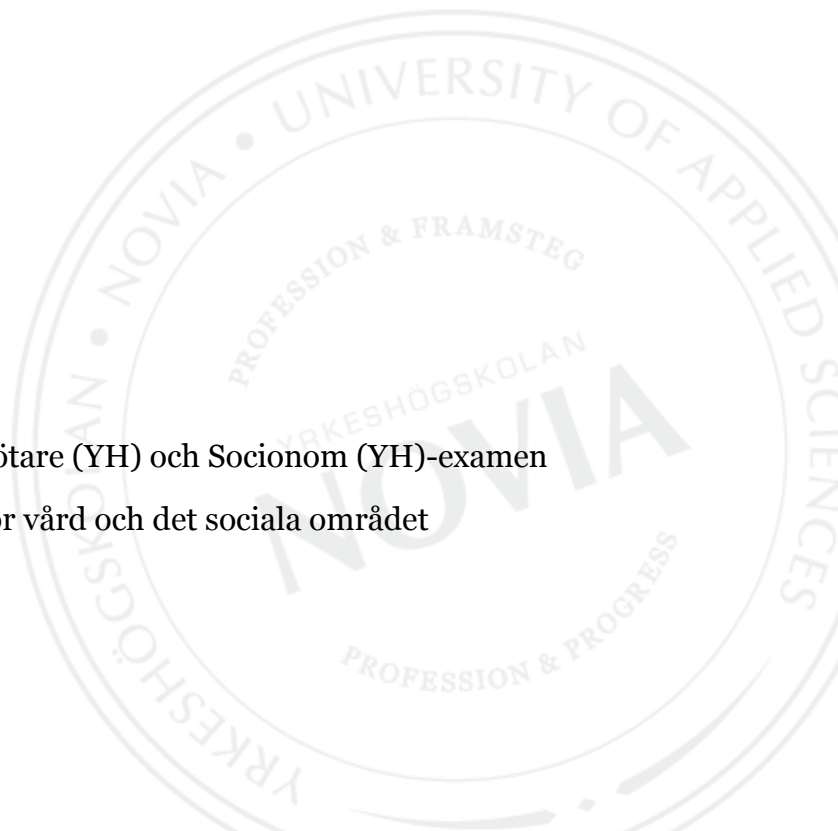 UNIVERSITY OF APPLIED SCIENCES
YRKESHÖGSKOLAN • NOVIA •
PROFESSION & FRAMSTEG
YRKESHÖGSKOLAN
NOVIA
ötare (YH) och Socionom (YH)-examen
r vård och det sociala området
PROFESSION & PROGRESS